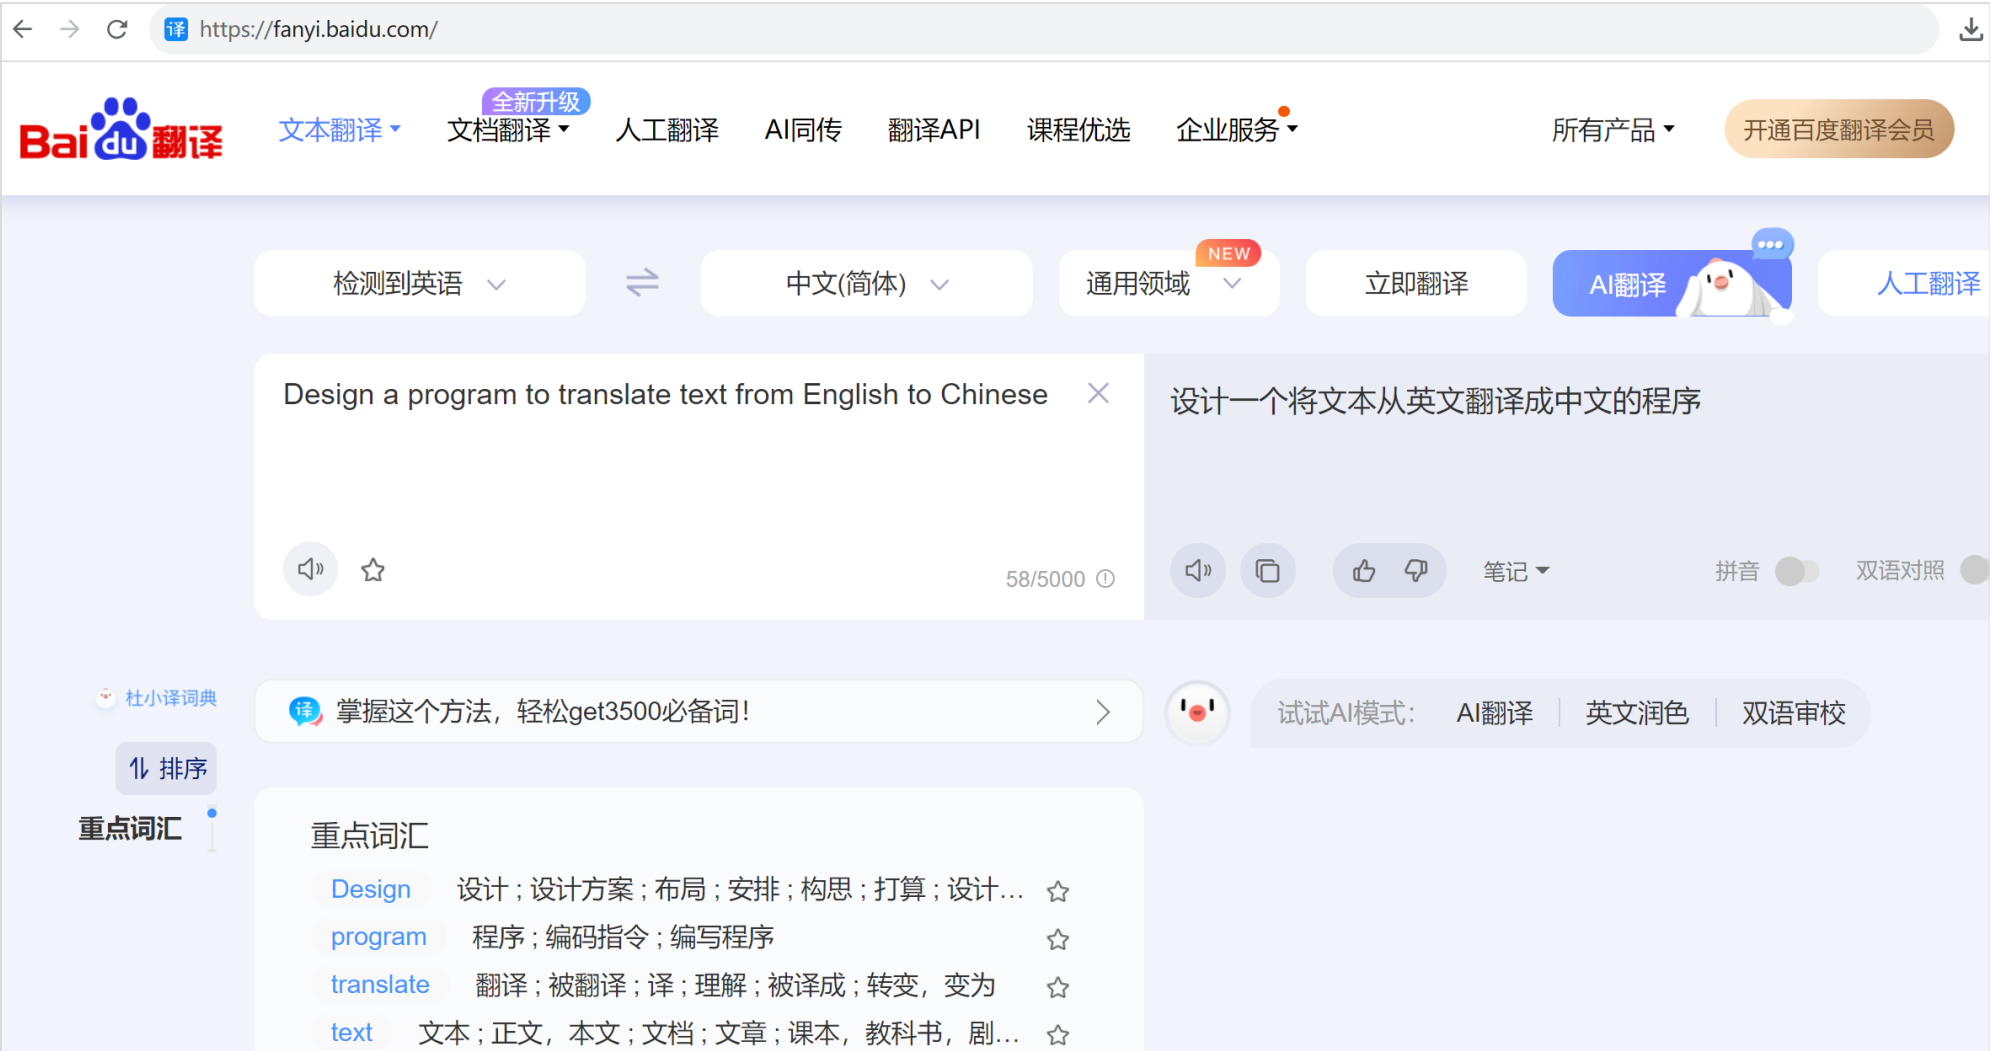 译 https://fanyi.baidu.com/
全新升级
Bai du 翻译 文本翻译 文档翻译 人工翻译 AI同传 翻译API 课程优选 企业服务 所有产品 开通百度翻译会员
NEW
检测到英语 中文(简体) 通用领域 立即翻译 AI翻译 人工翻译
Design a program to translate text from English to Chinese
设计一个将文本从英文翻译成中文的程序
58/5000
笔记 拼音 双语对照
杜小译词典
译 掌握这个方法，轻松get3500必备词！
试试AI模式： AI翻译 英文润色 双语审校
排序
重点词汇
重点词汇
Design 设计 ; 设计方案 ; 布局 ; 安排 ; 构思 ; 打算 ; 设计…
program 程序 ; 编码指令 ; 编写程序
translate 翻译 ; 被翻译 ; 译 ; 理解 ; 被译成 ; 转变，变为
text 文本 ; 正文，本文 ; 文档 ; 文章 ; 课本，教科书，剧…